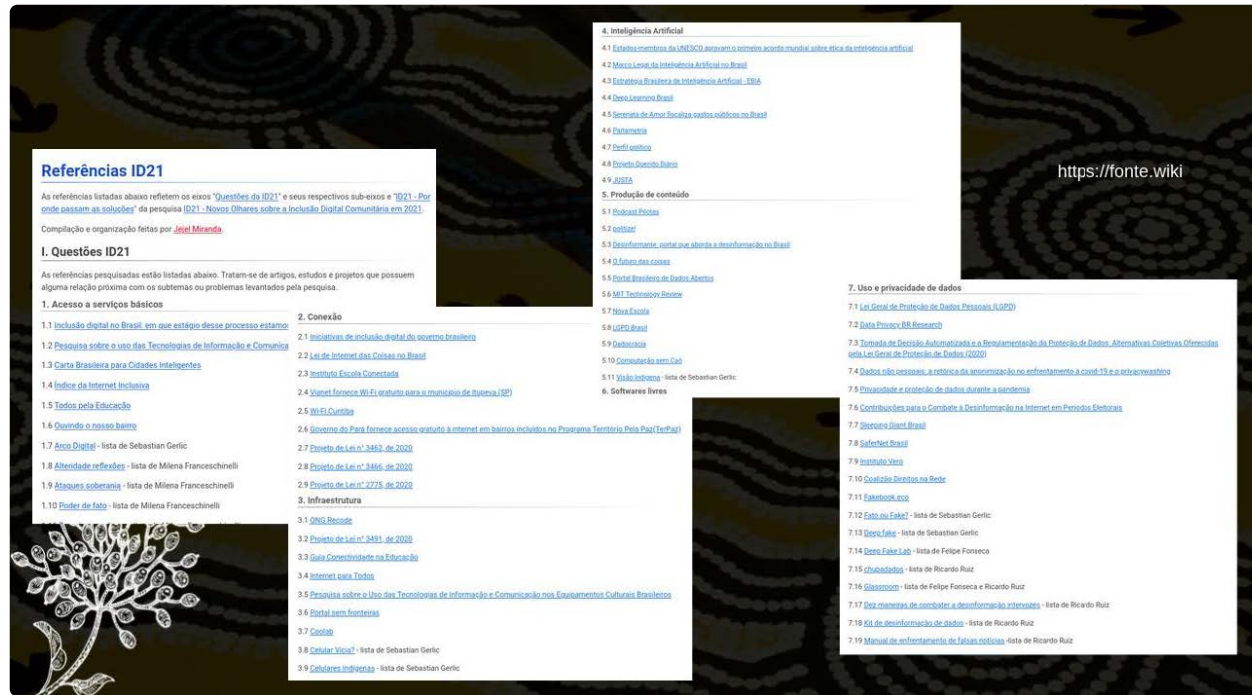 Referências ID21
As referências listadas abaixo refletem os eixos "Questões da ID21" e seus respectivos sub-eixos e "ID21 - Por
onde passam as soluções" da pesquisa ID21 - Novos Olhares sobre a Inclusão Digital Comunitária em 2021.
Compilação e organização feitas por Jejel Miranda.
I. Questões ID21
As referências pesquisadas estão listadas abaixo. Tratam-se de artigos, estudos e projetos que possuem
alguma relação próxima com os subtemas ou problemas levantados pela pesquisa.
1. Acesso a serviços básicos
1.1 Inclusão digital no Brasil: em que estágio desse processo estamos
1.2 Pesquisa sobre o uso das Tecnologias de Informação e Comunica
1.3 Carta Brasileira para Cidades Inteligentes
1.4 Índice da Internet Inclusiva
1.5 Todos pela Educação
1.6 Ouvindo o nosso bairro
1.7 Arco Digital - lista de Sebastian Gerlic
1.8 Alteridade reflexões - lista de Milena Franceschinelli
1.9 Ataques soberania - lista de Milena Franceschinelli
1.10 Poder de fato - lista de Milena Franceschinelli
2. Conexão
2.1 Iniciativas de inclusão digital do governo brasileiro
2.2 Lei de Internet das Coisas no Brasil
2.3 Instituto Escola Conectada
2.4 Vianet fornece Wi-Fi gratuito para o município de Itupeva (SP)
2.5 Wi-Fi Curitiba
2.6 Governo do Pará fornece acesso gratuito à internet em bairros incluídos no Programa Território Pela Paz(TerPaz)
2.7 Projeto de Lei n° 3462, de 2020
2.8 Projeto de Lei n° 3466, de 2020
2.9 Projeto de Lei n° 2775, de 2020
3. Infraestrutura
3.1 ONG Recode
3.2 Projeto de Lei n° 3491, de 2020
3.3 Guia Conectividade na Educação
3.4 Internet para Todos
3.5 Pesquisa sobre o Uso das Tecnologias de Informação e Comunicação nos Equipamentos Culturais Brasileiros
3.6 Portal sem fronteiras
3.7 Coolab
3.8 Celular Vicia? - lista de Sebastian Gerlic
3.9 Celulares Indígenas - lista de Sebastian Gerlic
4. Inteligência Artificial
4.1 Estados-membros da UNESCO aprovam o primeiro acordo mundial sobre ética da inteligência artificial
4.2 Marco Legal da Inteligência Artificial no Brasil
4.3 Estratégia Brasileira de Inteligência Artificial - EBIA
4.4 Deep Learning Brasil
4.5 Serenata de Amor fiscaliza gastos públicos no Brasil
4.6 Parlametria
4.7 Perfil político
4.8 Projeto Querido Diário
4.9 JUSTA
5. Produção de conteúdo
5.1 Podcast Pilotes
5.2 politize!
5.3 Desinformante, portal que aborda a desinformação no Brasil
5.4 O futuro das coisas
5.5 Portal Brasileiro de Dados Abertos
5.6 MIT Technology Review
5.7 Nova Escola
5.8 LGPD Brasil
5.9 Dadocracia
5.10 Computação sem Caô
5.11 Visão Indígena - lista de Sebastian Gerlic
6. Softwares livres
https://fonte.wiki
7. Uso e privacidade de dados
7.1 Lei Geral de Proteção de Dados Pessoais (LGPD)
7.2 Data Privacy BR Research
7.3 Tomada de Decisão Automatizada e a Regulamentação da Proteção de Dados: Alternativas Coletivas Oferecidas
pela Lei Geral de Proteção de Dados (2020)
7.4 Dados não pessoais: a retórica da anonimização no enfrentamento à covid-19 e o privacywashing
7.5 Privacidade e proteção de dados durante a pandemia
7.6 Contribuições para o Combate à Desinformação na Internet em Períodos Eleitorais
7.7 Sleeping Giant Brasil
7.8 SaferNet Brasil
7.9 Instituto Vero
7.10 Coalizão Direitos na Rede
7.11 Fakebook.eco
7.12 Fato ou Fake? - lista de Sebastian Gerlic
7.13 Deep fake - lista de Sebastian Gerlic
7.14 Deep Fake Lab - lista de Felipe Fonseca
7.15 chupadados - lista de Ricardo Ruiz
7.16 Glassroom - lista de Felipe Fonseca e Ricardo Ruiz
7.17 Dez maneiras de combater a desinformação intervozes - lista de Ricardo Ruiz
7.18 Kit de desinformação de dados - lista de Ricardo Ruiz
7.19 Manual de enfrentamento de falsas notícias -lista de Ricardo Ruiz